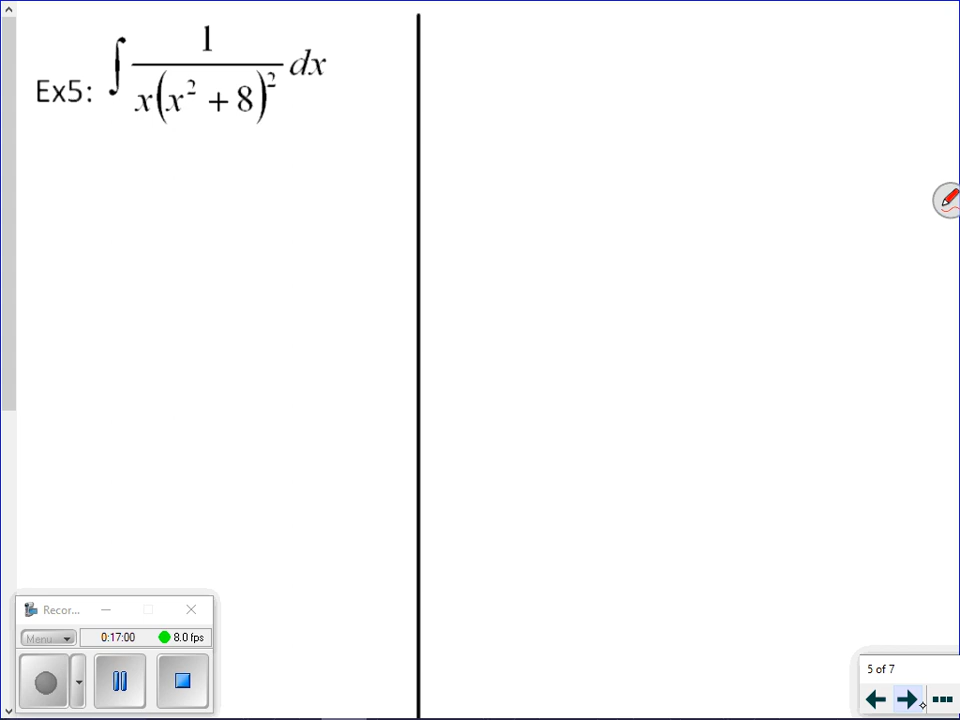 Ex5: ∫ 1/(x(x² + 8)²) dx
Recor...
Menu
0:17:00
8.0 fps
5 of 7